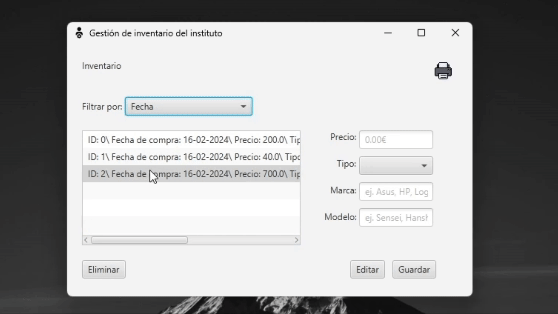 Gestión de inventario del instituto
Inventario
Filtrar por: Fecha
ID: 0\ Fecha de compra: 16-02-2024\ Precio: 200.0\ Tip
ID: 1\ Fecha de compra: 16-02-2024\ Precio: 40.0\ Tipo
ID: 2\ Fecha de compra: 16-02-2024\ Precio: 700.0\ Tip
Precio: 0.00€
Tipo:
Marca: ej. Asus, HP, Log
Modelo: ej. Sensei, Hansh
Eliminar
Editar
Guardar